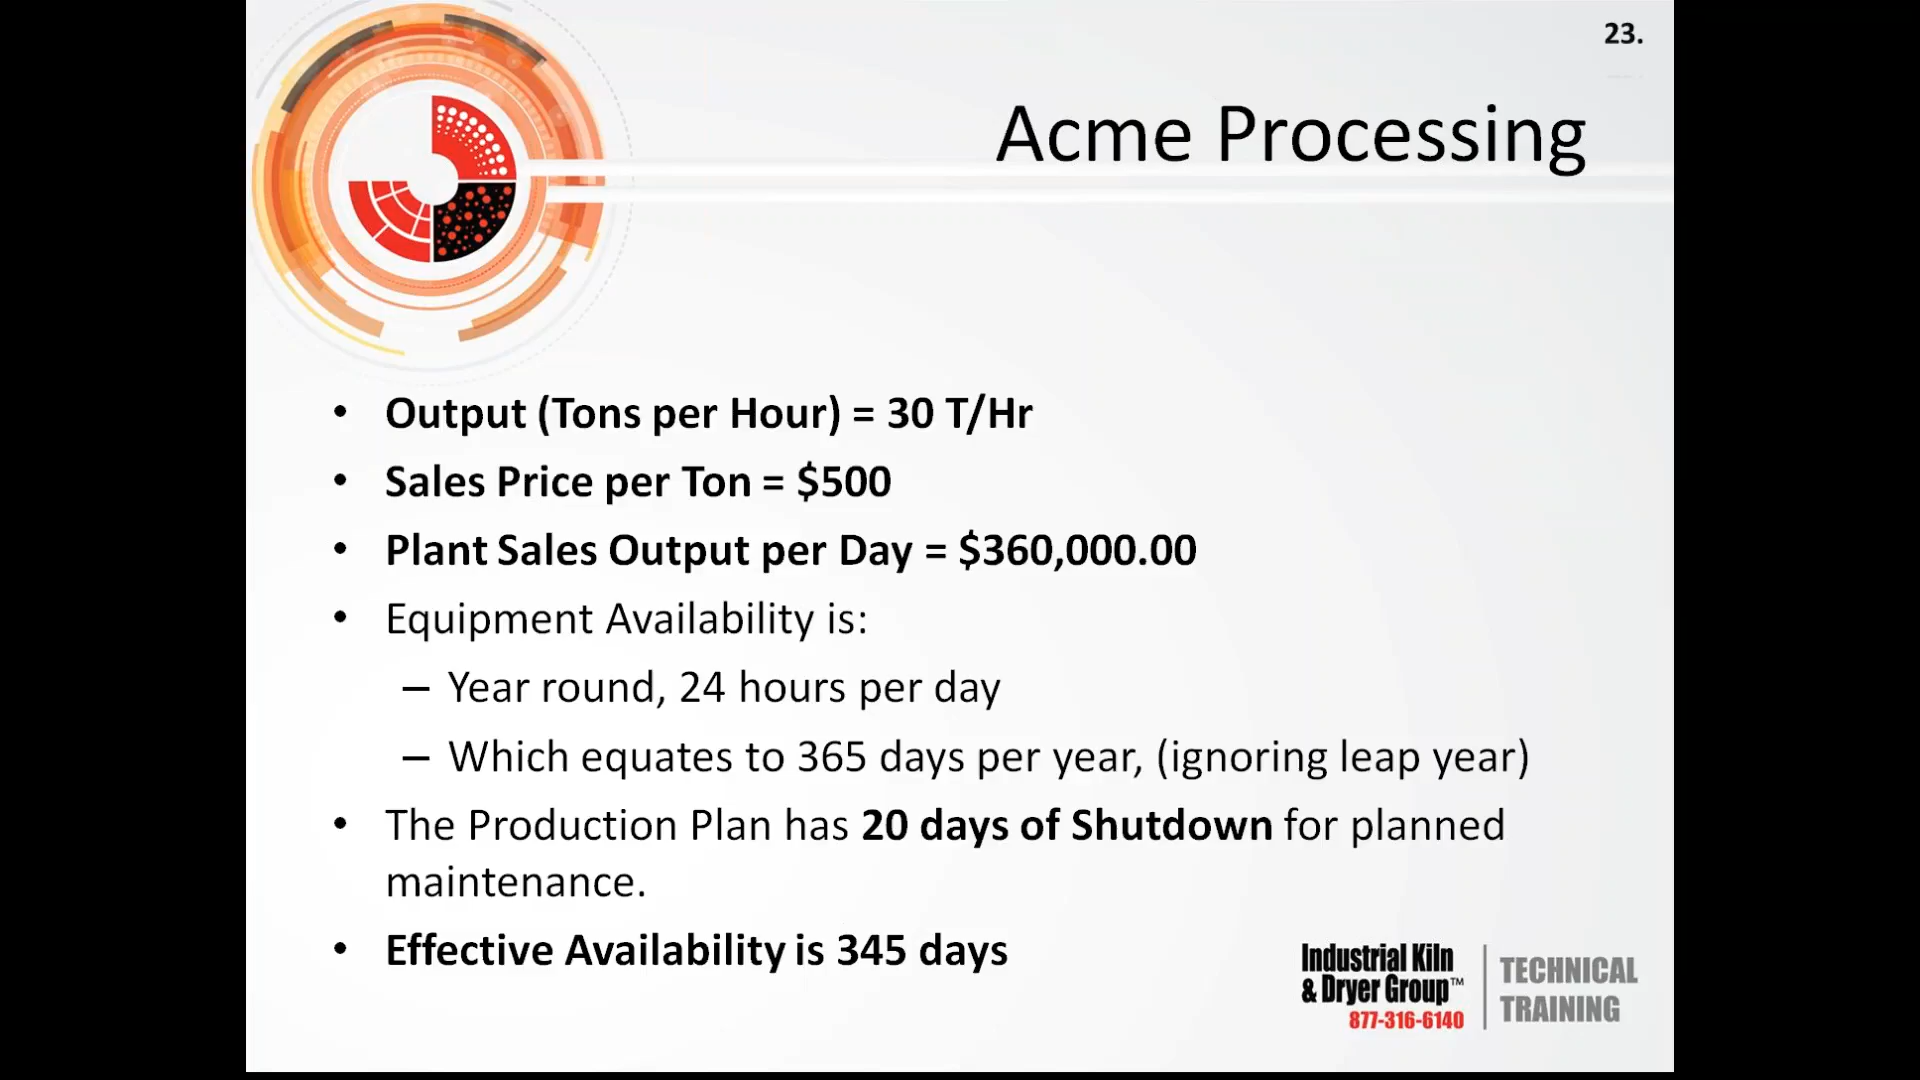 23.
Acme Processing
• Output (Tons per Hour) = 30 T/Hr
• Sales Price per Ton = $500
• Plant Sales Output per Day = $360,000.00
• Equipment Availability is:
– Year round, 24 hours per day
– Which equates to 365 days per year, (ignoring leap year)
• The Production Plan has 20 days of Shutdown for planned
maintenance.
• Effective Availability is 345 days
Industrial Kiln
& Dryer Group™
877-316-6140
TECHNICAL
TRAINING